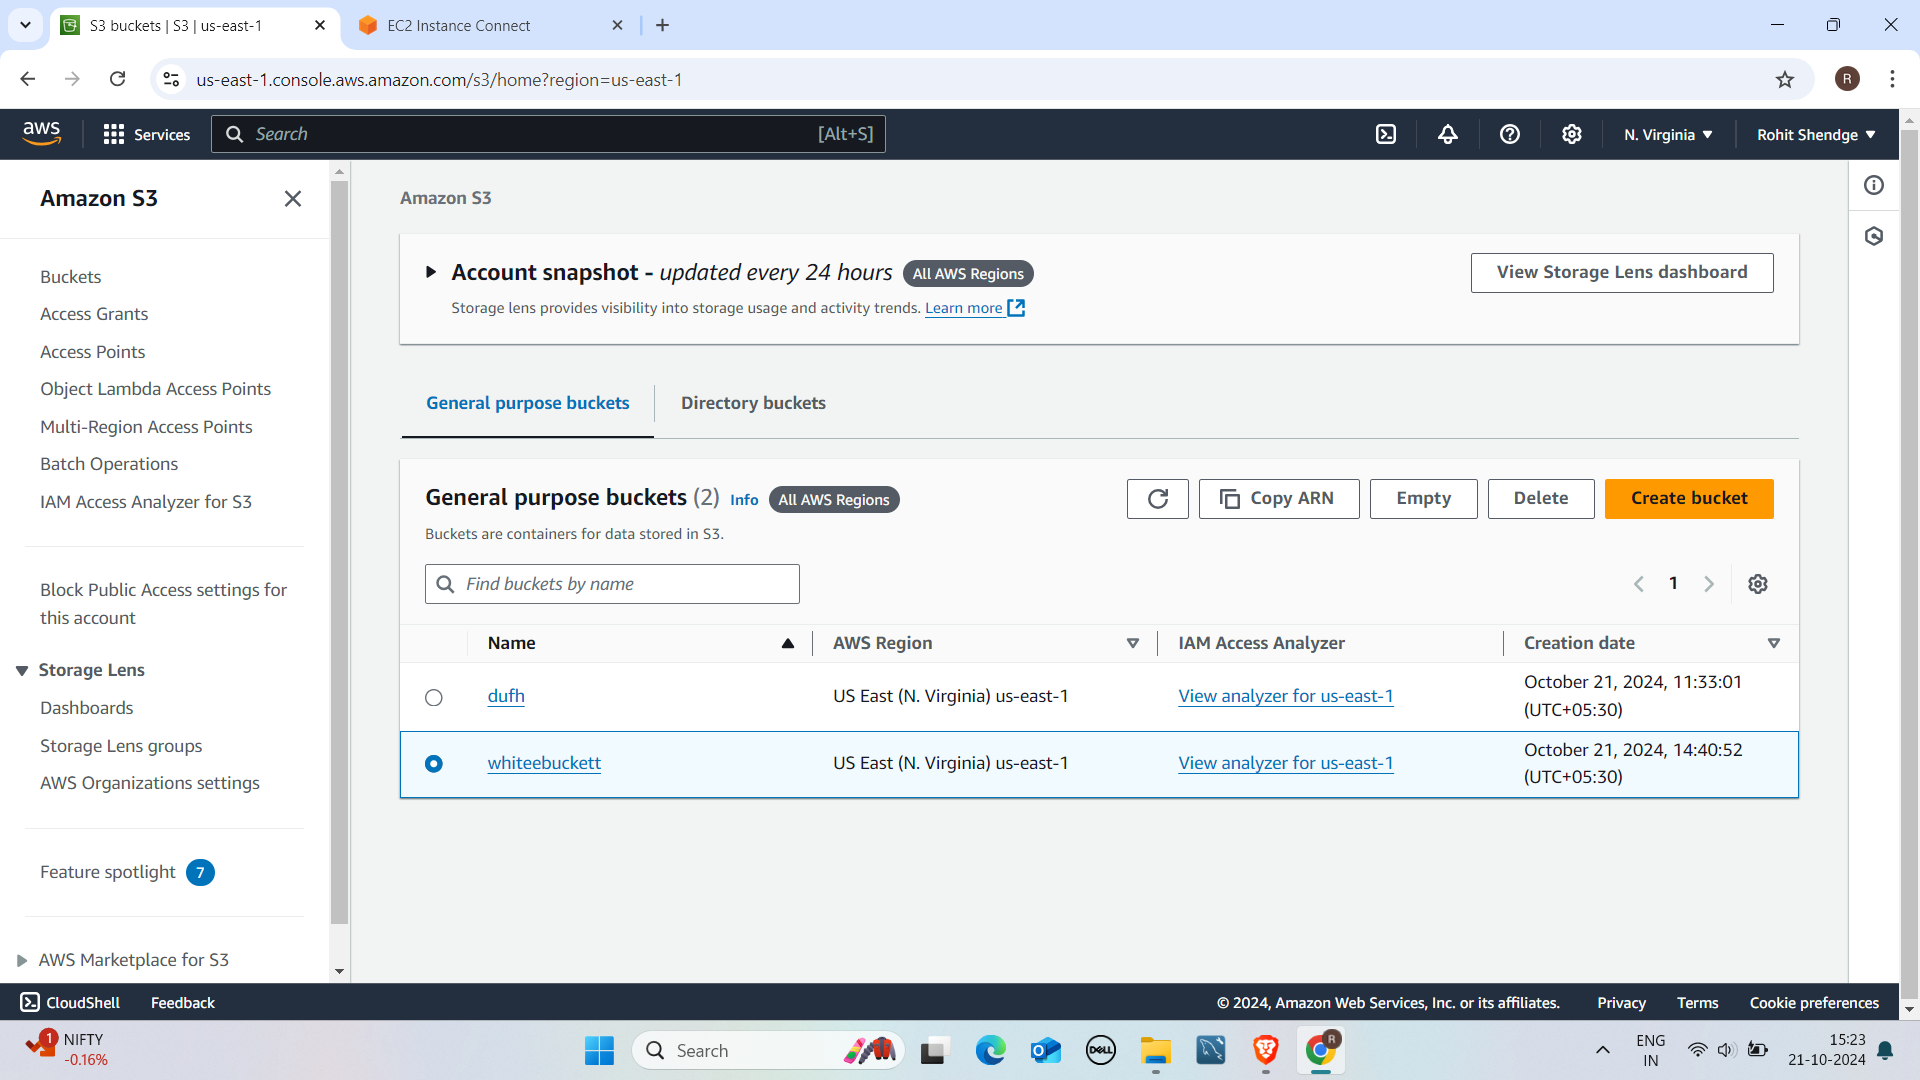 S3 buckets | S3 | us-east-1
EC2 Instance Connect
us-east-1.console.aws.amazon.com/s3/home?region=us-east-1
R
aws
Services
Search
[Alt+S]
N. Virginia
Rohit Shendge
Amazon S3
Buckets
Access Grants
Access Points
Object Lambda Access Points
Multi-Region Access Points
Batch Operations
IAM Access Analyzer for S3
Block Public Access settings for
this account
Storage Lens
Dashboards
Storage Lens groups
AWS Organizations settings
Feature spotlight 7
AWS Marketplace for S3
Amazon S3
Account snapshot - updated every 24 hours All AWS Regions
View Storage Lens dashboard
Storage lens provides visibility into storage usage and activity trends. Learn more
General purpose buckets
Directory buckets
General purpose buckets (2) Info All AWS Regions
Copy ARN
Empty
Delete
Create bucket
Buckets are containers for data stored in S3.
Find buckets by name
1
Name AWS Region IAM Access Analyzer Creation date
dufh US East (N. Virginia) us-east-1 View analyzer for us-east-1 October 21, 2024, 11:33:01
(UTC+05:30)
whiteebuckett US East (N. Virginia) us-east-1 View analyzer for us-east-1 October 21, 2024, 14:40:52
(UTC+05:30)
CloudShell Feedback © 2024, Amazon Web Services, Inc. or its affiliates. Privacy Terms Cookie preferences
1
NIFTY
-0.16%
Search
DELL
R
ENG
IN
15:23
21-10-2024